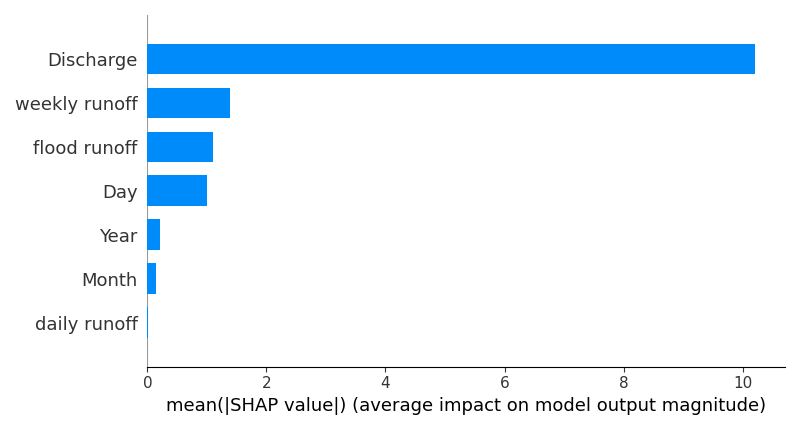 Discharge
weekly runoff
flood runoff
Day
Year
Month
daily runoff
0 2 4 6 8 10
mean(|SHAP value|) (average impact on model output magnitude)